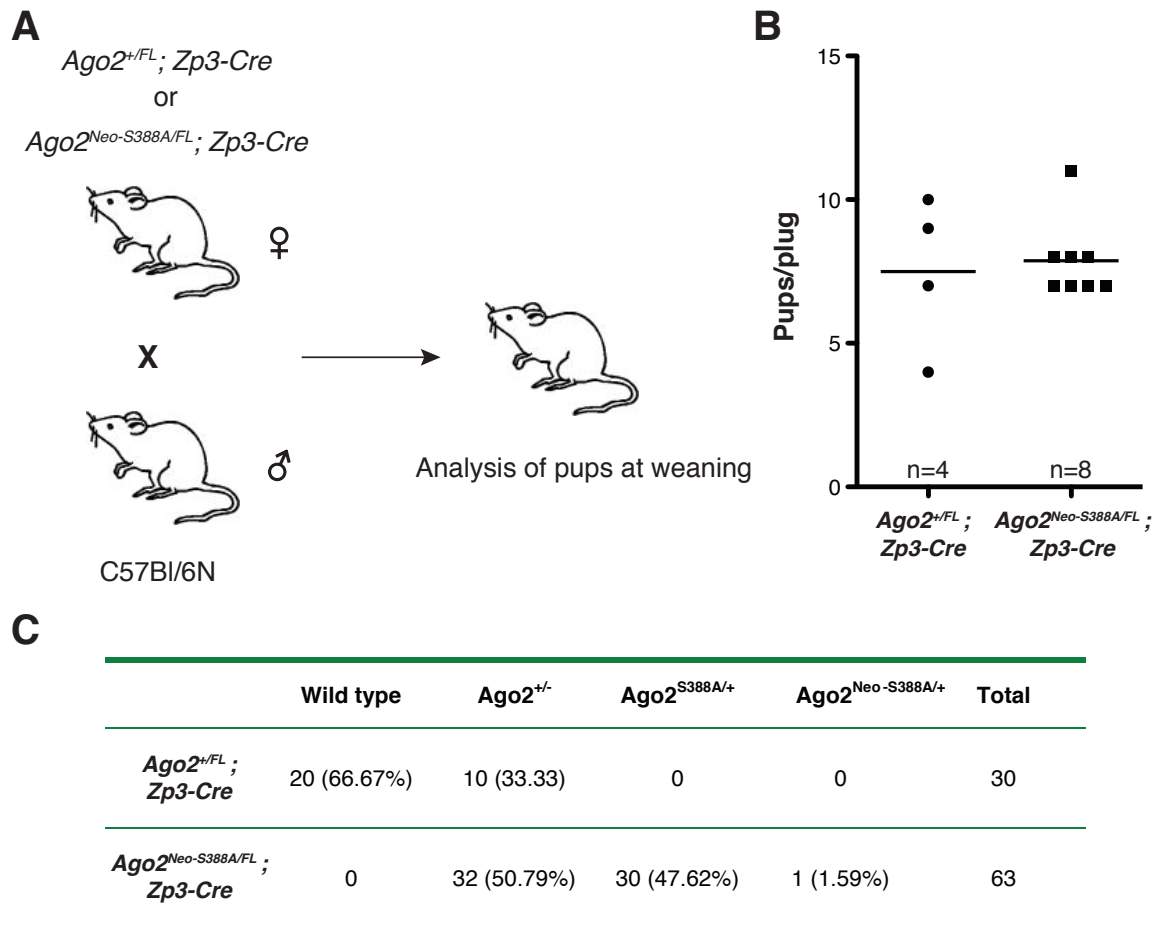 A
Ago2+/FL; Zp3-Cre
or
Ago2Neo-S388A/FL; Zp3-Cre
♀
X
♂
C57Bl/6N
Analysis of pups at weaning
B
Pups/plug
15
10
5
0
n=4 n=8
Ago2+/FL ; Ago2Neo-S388A/FL ;
Zp3-Cre Zp3-Cre
C
Wild type Ago2+/- Ago2S388A/+ Ago2Neo-S388A/+ Total
Ago2+/FL ;
Zp3-Cre 20 (66.67%) 10 (33.33) 0 0 30
Ago2Neo-S388A/FL ;
Zp3-Cre 0 32 (50.79%) 30 (47.62%) 1 (1.59%) 63